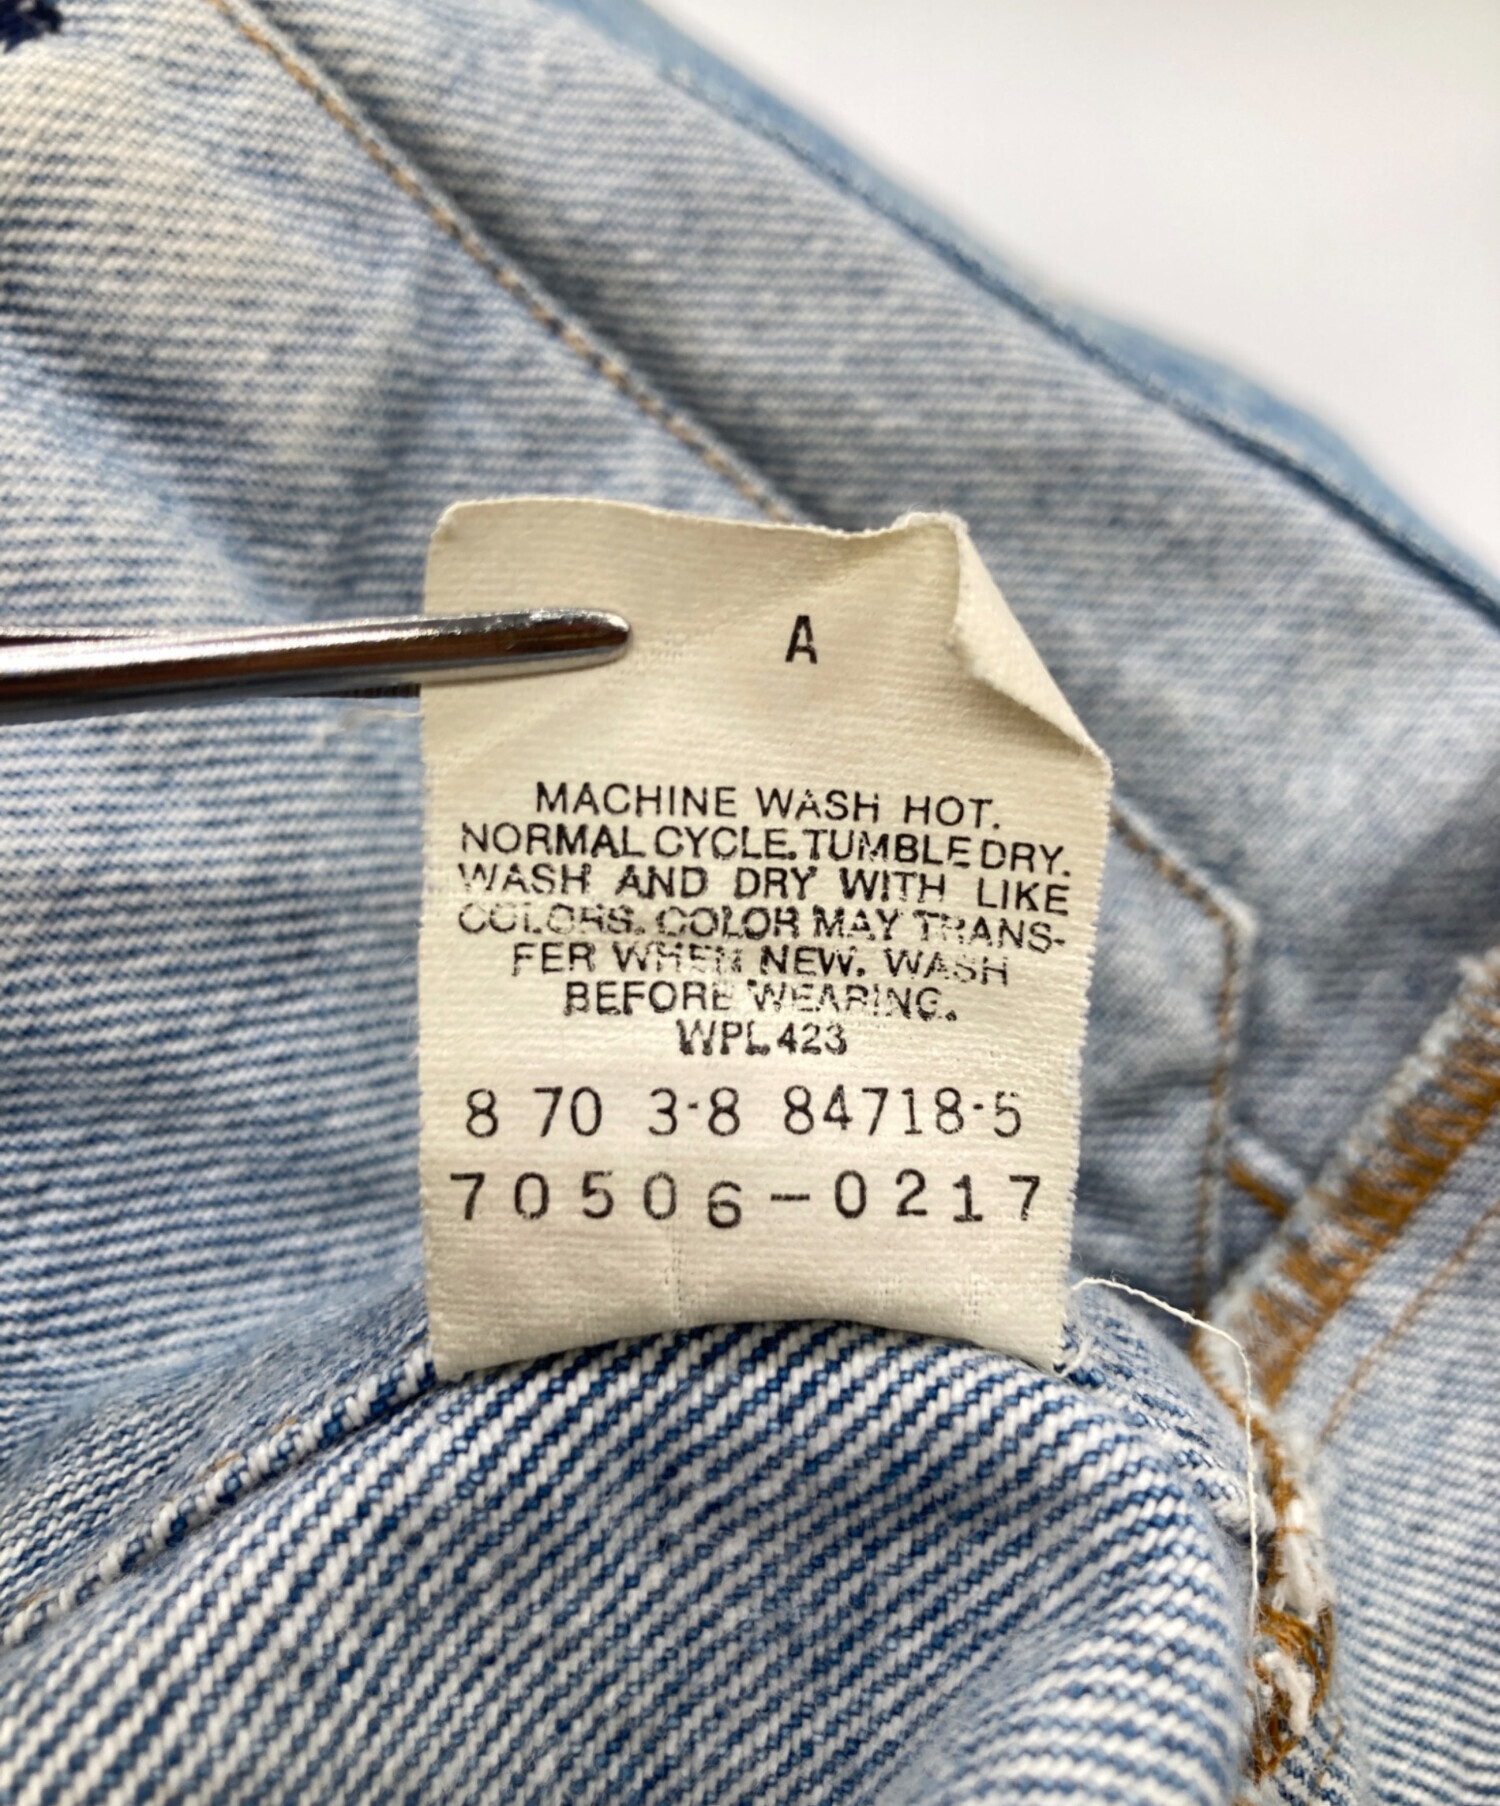 A
MACHINE WASH HOT.
NORMAL CYCLE. TUMBLE DRY.
WASH AND DRY WITH LIKE
COLORS. COLOR MAY TRANS-
FER WHEN NEW. WASH
BEFORE WEARING.
WPL 423
8 70 3-8 84718-5
70506-0217